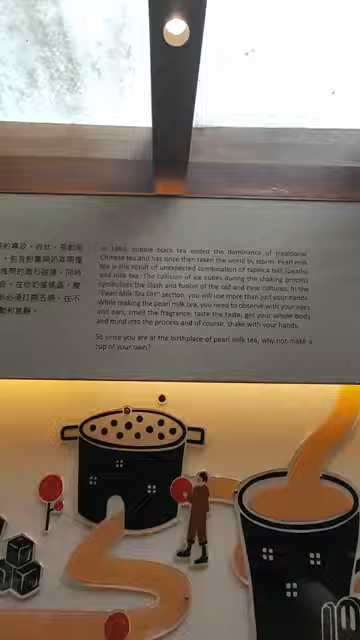 In 1983, bubble black tea ended the dominance of traditional
Chinese tea and has since then taken the world by storm. Pearl milk
tea is the result of unexpected combination of tapioca ball (pearls)
and milk tea. The collision of ice cubes during the shaking process
symbolizes the clash and fusion of the old and new cultures. In the
"Pearl Milk Tea DIY" section, you will use more than just your hands.
While making the pearl milk tea, you need to observe with your eyes
and ears, smell the fragrance, taste the taste, get your whole body
and mind into the process and of course, shake with your hands.
So since you are at the birthplace of pearl milk tea, why not make a
cup of your own?